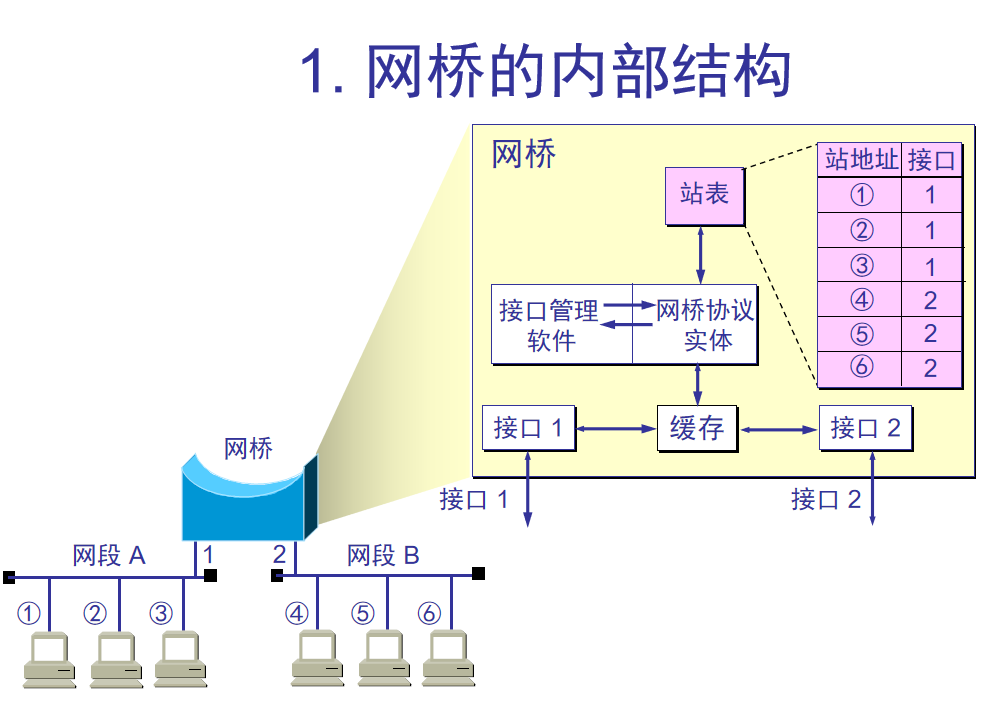 1. 网桥的内部结构
网桥
站表
站地址 接口
① 1
② 1
③ 1
④ 2
⑤ 2
⑥ 2
接口管理
软件
网桥协议
实体
接口 1
缓存
接口 2
接口 1
接口 2
网桥
网段 A
1
2
网段 B
① ② ③ ④ ⑤ ⑥